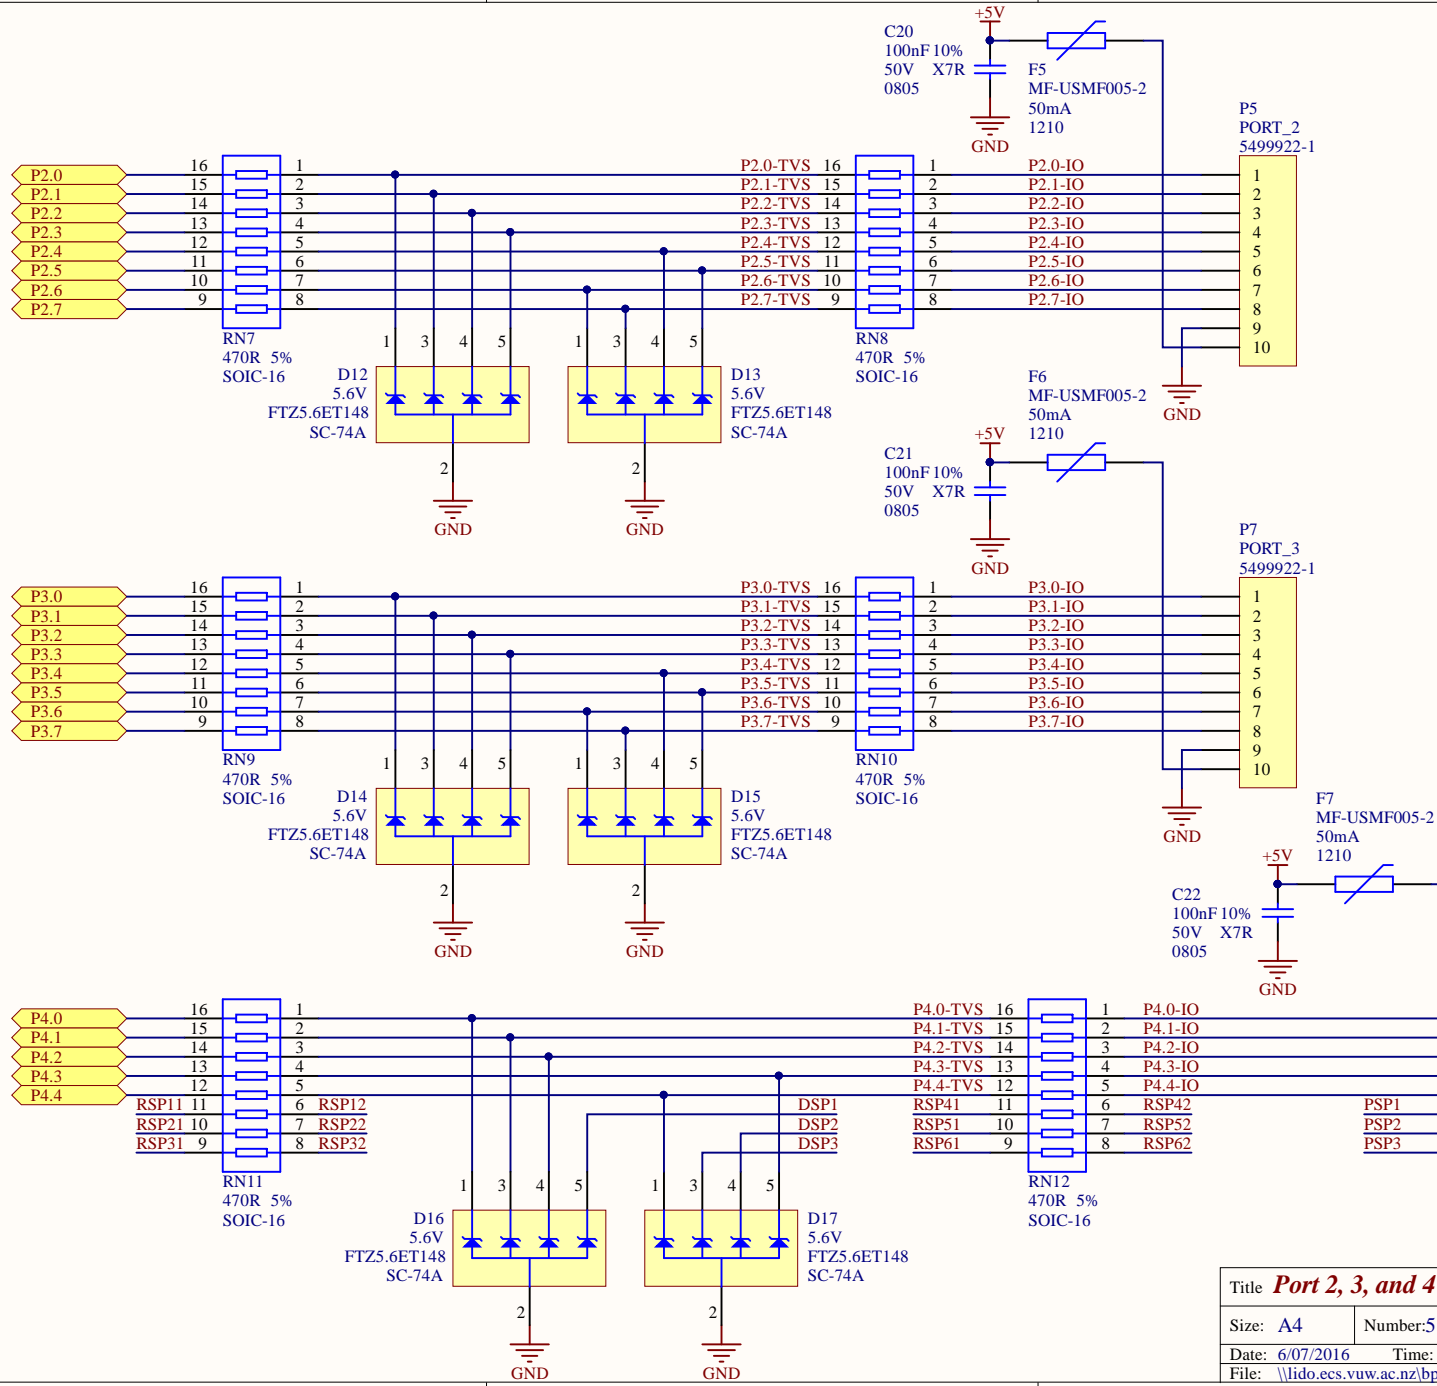 +5V
C20
100nF 10%
50V X7R
0805
GND
F5
MF-USMF005-2
50mA
1210
P5
PORT_2
5499922-1
P2.0 16 1 P2.0-TVS 16 1 P2.0-IO 1
P2.1 15 2 P2.1-TVS 15 2 P2.1-IO 2
P2.2 14 3 P2.2-TVS 14 3 P2.2-IO 3
P2.3 13 4 P2.3-TVS 13 4 P2.3-IO 4
P2.4 12 5 P2.4-TVS 12 5 P2.4-IO 5
P2.5 11 6 P2.5-TVS 11 6 P2.5-IO 6
P2.6 10 7 P2.6-TVS 10 7 P2.6-IO 7
P2.7 9 8 P2.7-TVS 9 8 P2.7-IO 8
9
10
GND
RN7
470R 5%
SOIC-16
1 3 4 5
D12
5.6V
FTZ5.6ET148
SC-74A
2
GND
1 3 4 5
D13
5.6V
FTZ5.6ET148
SC-74A
2
GND
RN8
470R 5%
SOIC-16
F6
MF-USMF005-2
50mA
1210
+5V
C21
100nF 10%
50V X7R
0805
GND
P7
PORT_3
5499922-1
P3.0 16 1 P3.0-TVS 16 1 P3.0-IO 1
P3.1 15 2 P3.1-TVS 15 2 P3.1-IO 2
P3.2 14 3 P3.2-TVS 14 3 P3.2-IO 3
P3.3 13 4 P3.3-TVS 13 4 P3.3-IO 4
P3.4 12 5 P3.4-TVS 12 5 P3.4-IO 5
P3.5 11 6 P3.5-TVS 11 6 P3.5-IO 6
P3.6 10 7 P3.6-TVS 10 7 P3.6-IO 7
P3.7 9 8 P3.7-TVS 9 8 P3.7-IO 8
9
10
GND
RN9
470R 5%
SOIC-16
1 3 4 5
D14
5.6V
FTZ5.6ET148
SC-74A
2
GND
1 3 4 5
D15
5.6V
FTZ5.6ET148
SC-74A
2
GND
RN10
470R 5%
SOIC-16
F7
MF-USMF005-2
50mA
1210
+5V
C22
100nF 10%
50V X7R
0805
GND
P4.0 16 1 P4.0-TVS 16 1 P4.0-IO
P4.1 15 2 P4.1-TVS 15 2 P4.1-IO
P4.2 14 3 P4.2-TVS 14 3 P4.2-IO
P4.3 13 4 P4.3-TVS 13 4 P4.3-IO
P4.4 12 5 P4.4-TVS 12 5 P4.4-IO
RSP11 11 6 RSP12 DSP1 RSP41 11 6 RSP42 PSP1
RSP21 10 7 RSP22 DSP2 RSP51 10 7 RSP52 PSP2
RSP31 9 8 RSP32 DSP3 RSP61 9 8 RSP62 PSP3
RN11
470R 5%
SOIC-16
1 3 4 5
D16
5.6V
FTZ5.6ET148
SC-74A
2
GND
1 3 4 5
D17
5.6V
FTZ5.6ET148
SC-74A
2
GND
RN12
470R 5%
SOIC-16
Title Port 2, 3, and 4
Size: A4 Number:5
Date: 6/07/2016 Time:
File: \\lido.ecs.vuw.ac.nz\bp